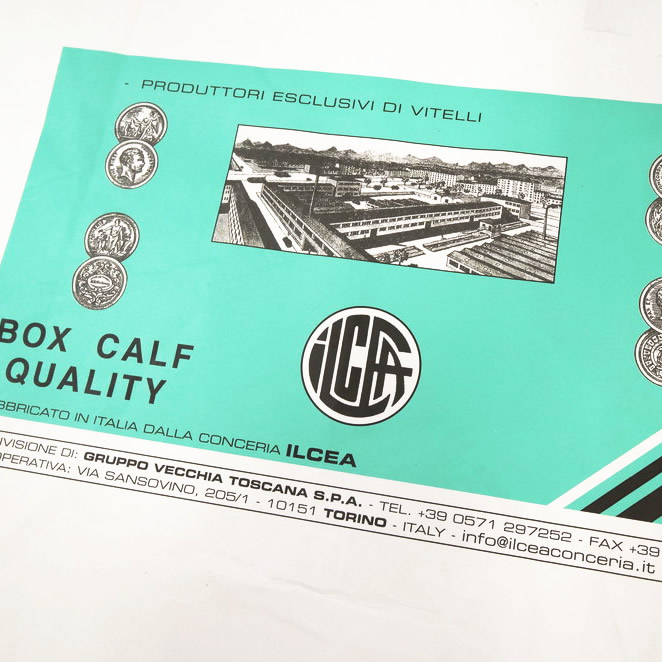 - PRODUTTORI ESCLUSIVI DI VITELLI
BOX CALF
QUALITY
ILCEA
BBRICATO IN ITALIA DALLA CONCERIA ILCEA
IVISIONE DI: GRUPPO VECCHIA TOSCANA S.P.A. - TEL. +39 0571 297252 - FAX +39
OPERATIVA: VIA SANSOVINO, 205/1 - 10151 TORINO - ITALY - info@ilceaconceria.it